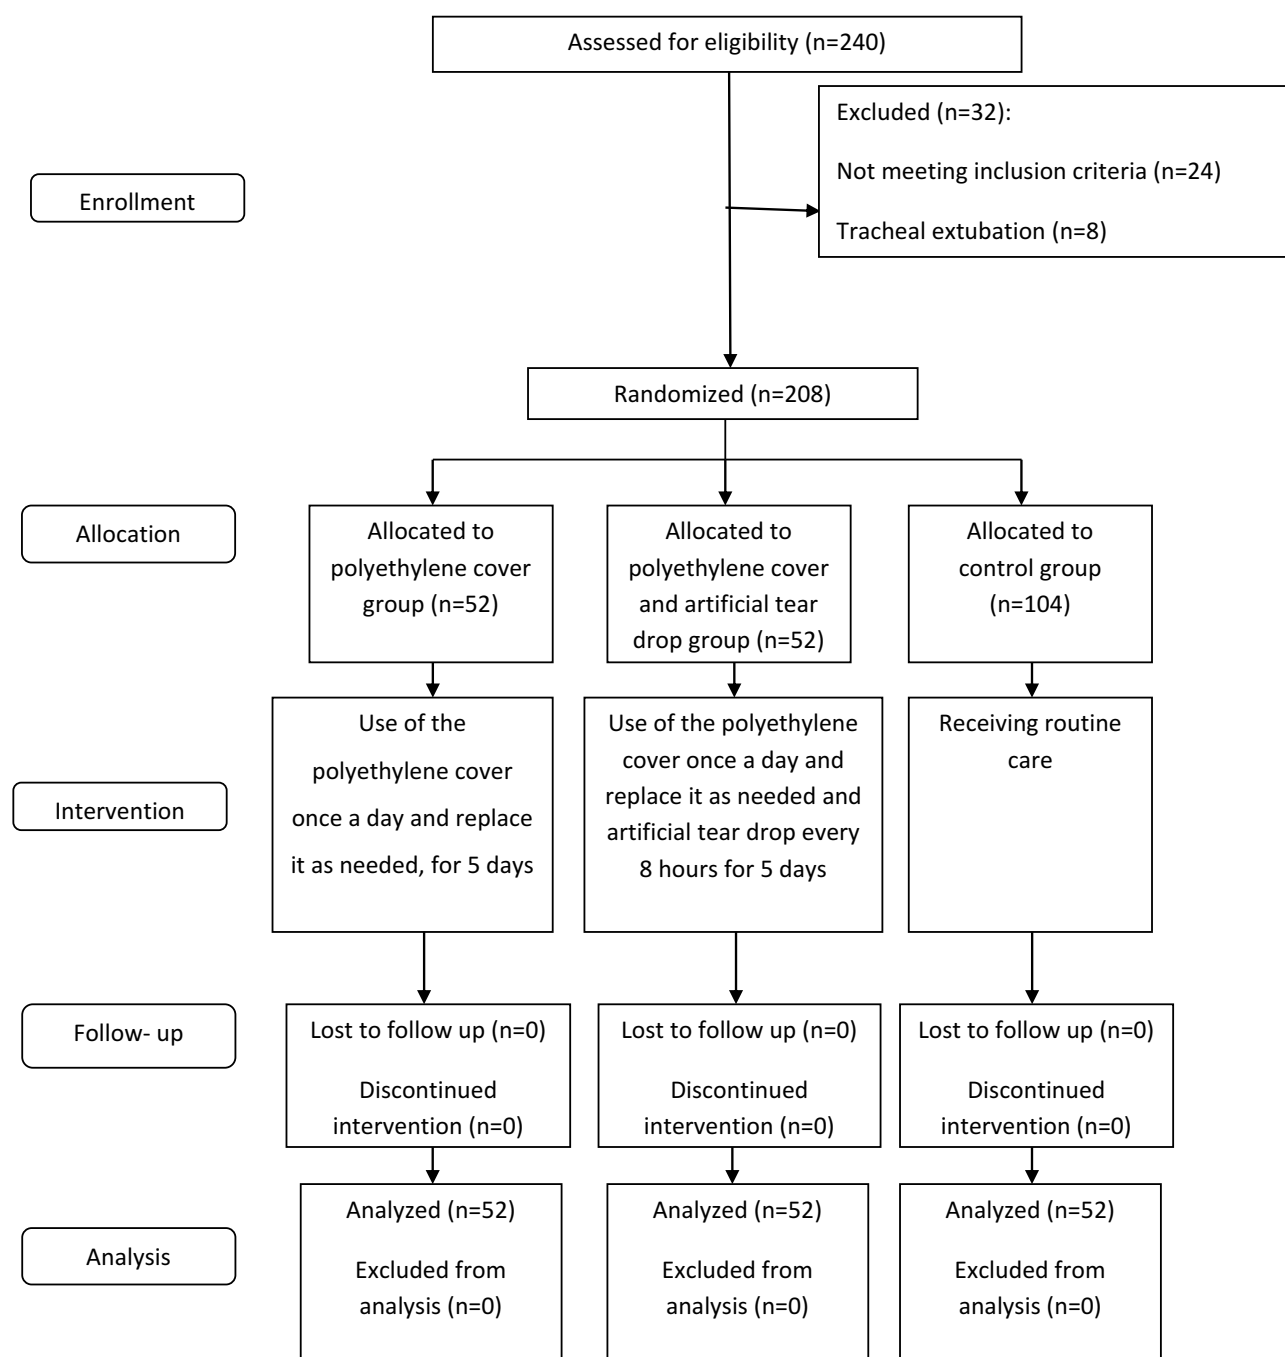 Assessed for eligibility (n=240)
Excluded (n=32):
Not meeting inclusion criteria (n=24)
Tracheal extubation (n=8)
Enrollment
Randomized (n=208)
Allocation
Allocated to
polyethylene cover
group (n=52)
Allocated to
polyethylene cover
and artificial tear
drop group (n=52)
Allocated to
control group
(n=104)
Intervention
Use of the
polyethylene cover
once a day and replace
it as needed, for 5 days
Use of the polyethylene
cover once a day and
replace it as needed and
artificial tear drop every
8 hours for 5 days
Receiving routine
care
Follow- up
Lost to follow up (n=0)
Discontinued
intervention (n=0)
Lost to follow up (n=0)
Discontinued
intervention (n=0)
Lost to follow up (n=0)
Discontinued
intervention (n=0)
Analysis
Analyzed (n=52)
Excluded from
analysis (n=0)
Analyzed (n=52)
Excluded from
analysis (n=0)
Analyzed (n=52)
Excluded from
analysis (n=0)